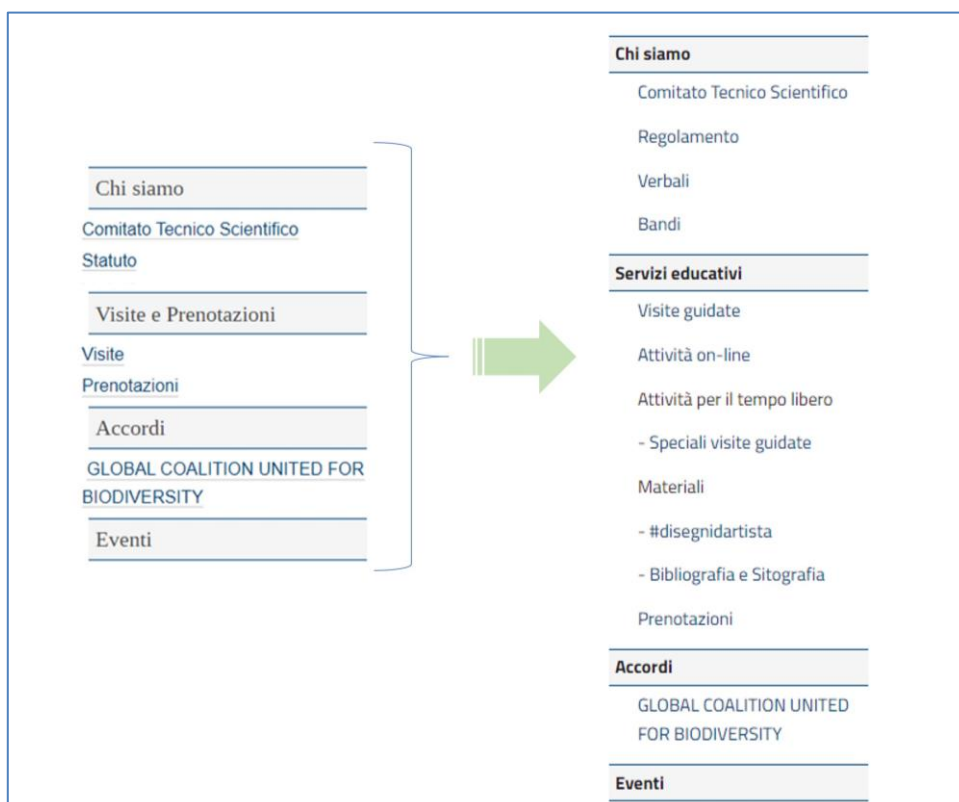 Chi siamo
Comitato Tecnico Scientifico
Statuto
Visite e Prenotazioni
Visite
Prenotazioni
Accordi
GLOBAL COALITION UNITED FOR
BIODIVERSITY
Eventi
Chi siamo
Comitato Tecnico Scientifico
Regolamento
Verbali
Bandi
Servizi educativi
Visite guidate
Attività on-line
Attività per il tempo libero
- Speciali visite guidate
Materiali
- #disegnidartista
- Bibliografia e Sitografia
Prenotazioni
Accordi
GLOBAL COALITION UNITED
FOR BIODIVERSITY
Eventi